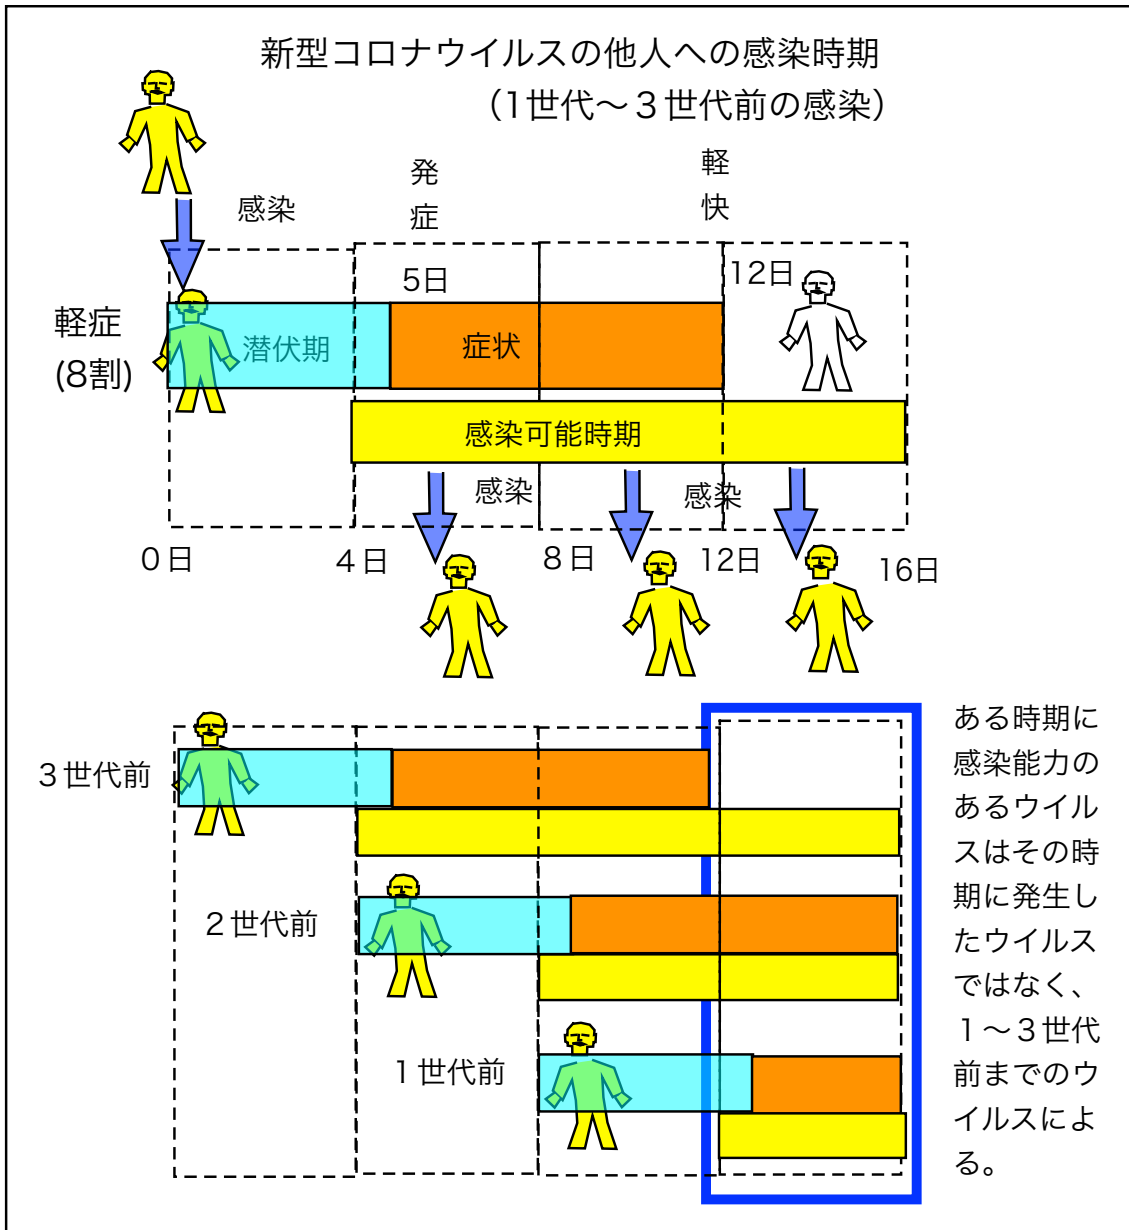 新型コロナウイルスの他人への感染時期
（1世代～３世代前の感染）
感染
発症
軽快
5日
12日
軽症
(8割)
潜伏期
症状
感染可能時期
感染
感染
０日
４日
８日
12日
16日
３世代前
２世代前
１世代前
ある時期に
感染能力の
あるウイル
スはその時
期に発生し
たウイルス
ではなく、
１～３世代
前までのウ
イルスによ
る。